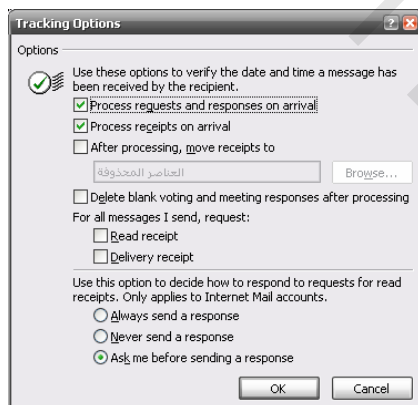 Tracking Options
Options
Use these options to verify the date and time a message has
been received by the recipient.
Process requests and responses on arrival
Process receipts on arrival
After processing, move receipts to
العناصر المحذوفة
Browse...
Delete blank voting and meeting responses after processing
For all messages I send, request:
Read receipt
Delivery receipt
Use this option to decide how to respond to requests for read
receipts. Only applies to Internet Mail accounts.
Always send a response
Never send a response
Ask me before sending a response
OK
Cancel